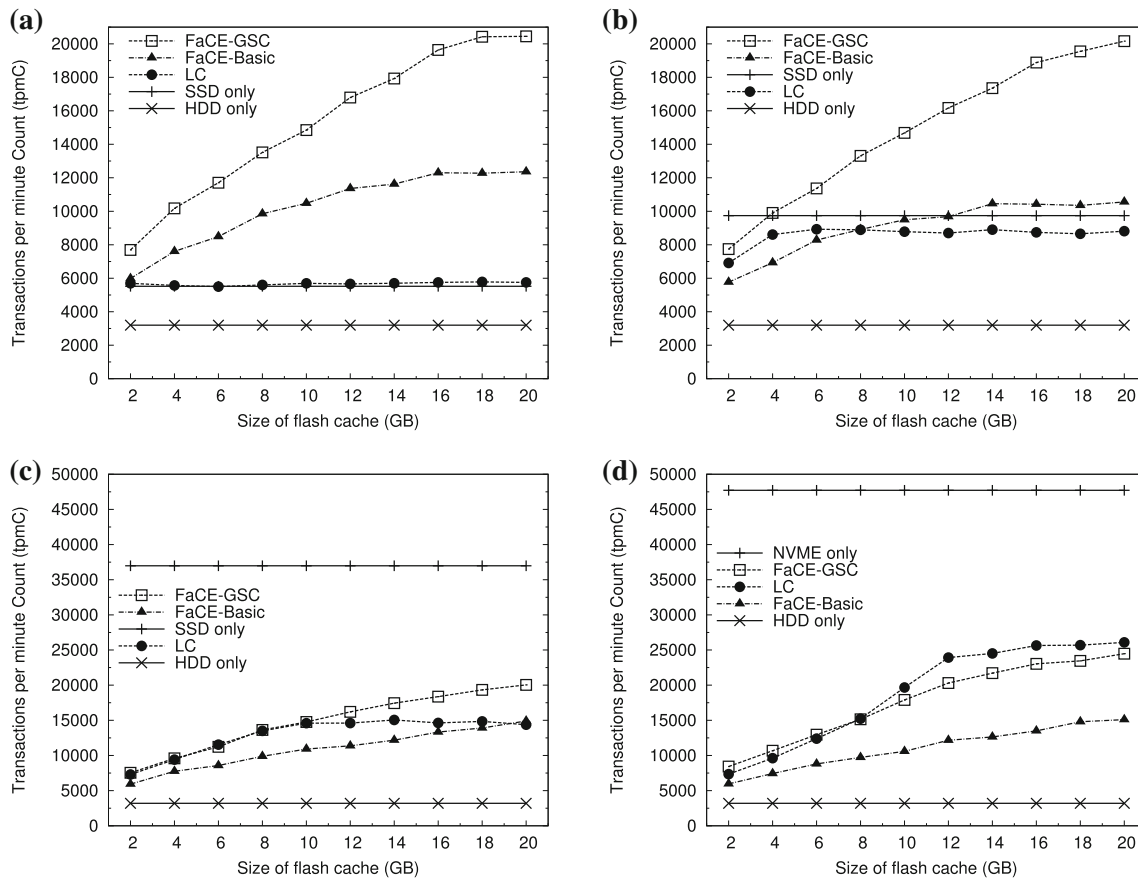 (a)
Transactions per minute Count (tpmC)
20000
18000
16000
14000
12000
10000
8000
6000
4000
2000
0
FaCE-GSC
FaCE-Basic
LC
SSD only
HDD only
2 4 6 8 10 12 14 16 18 20
Size of flash cache (GB)
(b)
Transactions per minute Count (tpmC)
20000
18000
16000
14000
12000
10000
8000
6000
4000
2000
0
FaCE-GSC
FaCE-Basic
SSD only
LC
HDD only
2 4 6 8 10 12 14 16 18 20
Size of flash cache (GB)
(c)
Transactions per minute Count (tpmC)
50000
45000
40000
35000
30000
25000
20000
15000
10000
5000
0
FaCE-GSC
FaCE-Basic
SSD only
LC
HDD only
2 4 6 8 10 12 14 16 18 20
Size of flash cache (GB)
(d)
Transactions per minute Count (tpmC)
50000
45000
40000
35000
30000
25000
20000
15000
10000
5000
0
NVME only
FaCE-GSC
LC
FaCE-Basic
HDD only
2 4 6 8 10 12 14 16 18 20
Size of flash cache (GB)